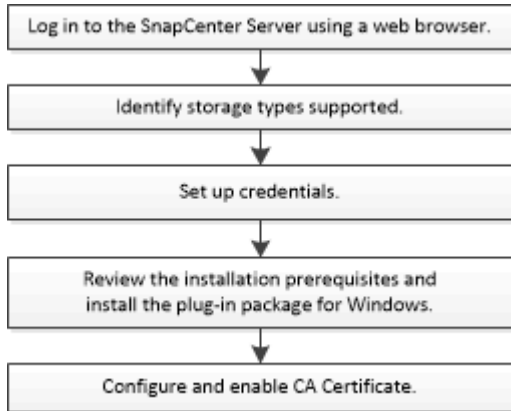 Log in to the SnapCenter Server using a web browser.
Identify storage types supported.
Set up credentials.
Review the installation prerequisites and
install the plug-in package for Windows.
Configure and enable CA Certificate.